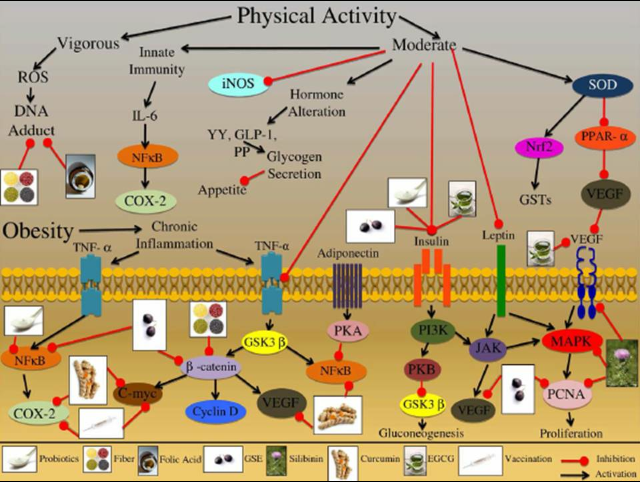 Physical Activity
Vigorous
Innate
Immunity
Moderate
ROS
iNOS
SOD
Hormone
Alteration
DNA
Adduct
IL-6
PPAR- α
YY, GLP-1,
PP
Nrf2
NFκB
Glycogen
Secretion
Appetite
VEGF
GSTs
COX-2
Obesity
Chronic
Inflammation
TNF- α
TNF-α
Adiponectin
Insulin
Leptin
VEGF
PKA
PI3K
GSK3 β
JAK
MAPK
NFκB
β -catenin
NFκB
PKB
C-myc
PCNA
COX-2
Cyclin D
VEGF
GSK3 β
VEGF
Gluconeogenesis
Proliferation
Probiotics
Fiber
Folic Acid
GSE
Silibinin
Curcumin
EGCG
Vaccination
Inhibition
Activation